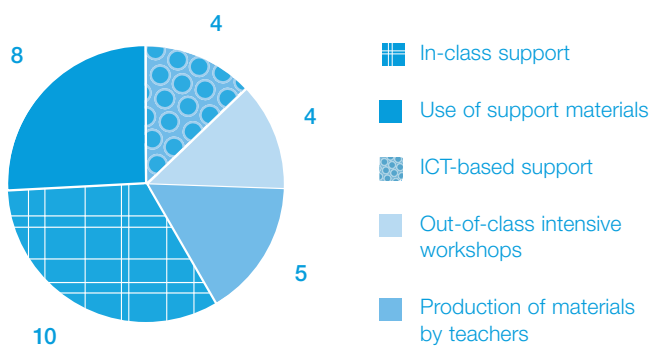 4
8
4
5
10
In-class support
Use of support materials
ICT-based support
Out-of-class intensive
workshops
Production of materials
by teachers